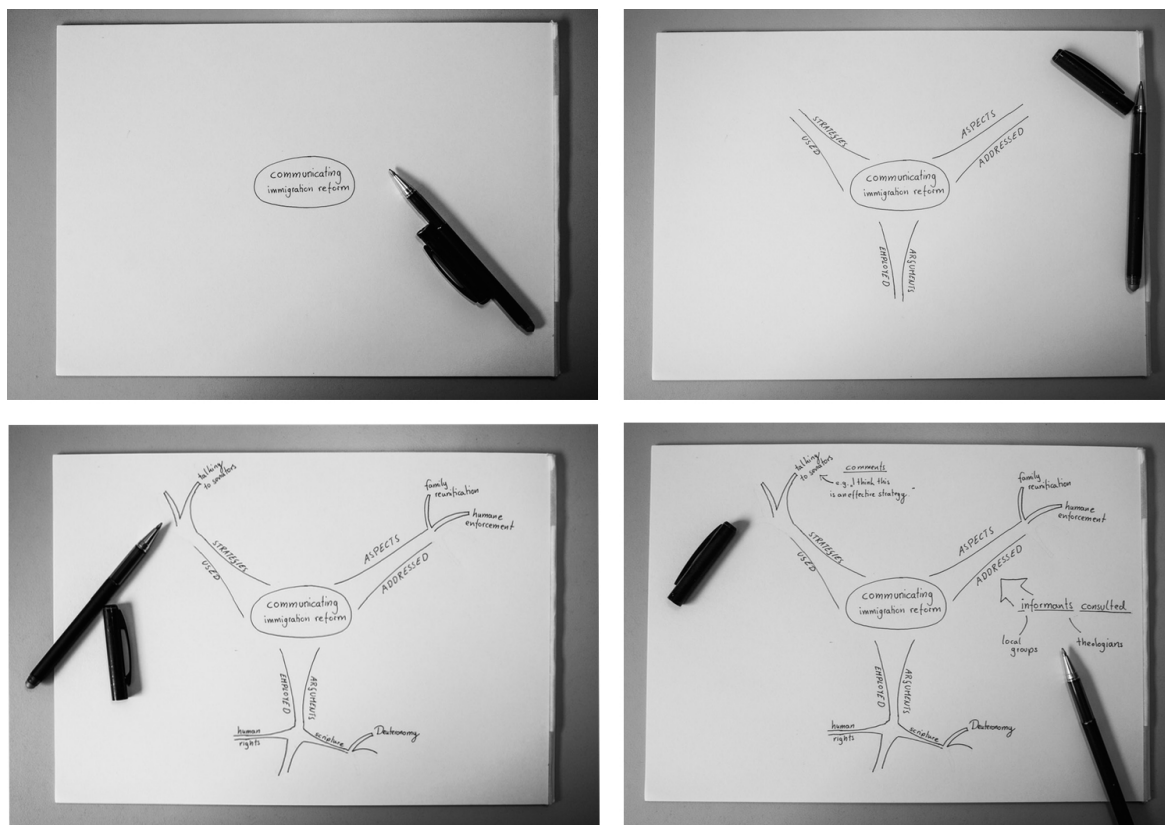 communicating
immigration reform
STRATEGIES
USED
ASPECTS
ADDRESSED
communicating
immigration reform
EMPLOYED
ARGUMENTS
talking
to senators
family
reunification
humane
enforcement
STRATEGIES
USED
ASPECTS
ADDRESSED
communicating
immigration reform
EMPLOYED
ARGUMENTS
human
rights
scripture
Deuteronomy
talking
to senators
comments
e.g. „I think this
is an effective strategy.“
family
reunification
humane
enforcement
STRATEGIES
USED
ASPECTS
ADDRESSED
communicating
immigration reform
informants consulted
local
groups
theologians
EMPLOYED
ARGUMENTS
human
rights
scripture
Deuteronomy